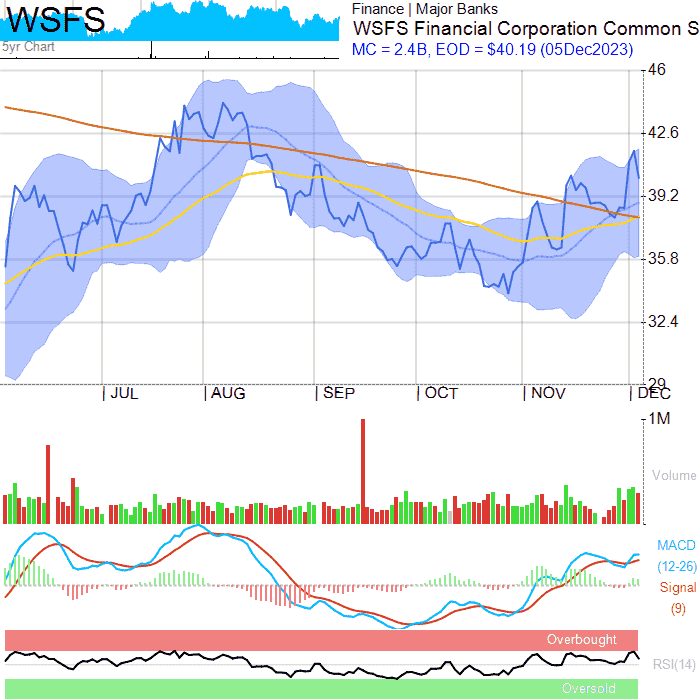 WSFS
5yr Chart
Finance | Major Banks
WSFS Financial Corporation Common S
MC = 2.4B, EOD = $40.19 (05Dec2023)
46
42.6
39.2
35.8
32.4
29
JUL AUG SEP OCT NOV DEC
1M
Volume
MACD
(12-26)
Signal
(9)
Overbought
RSI(14)
Oversold